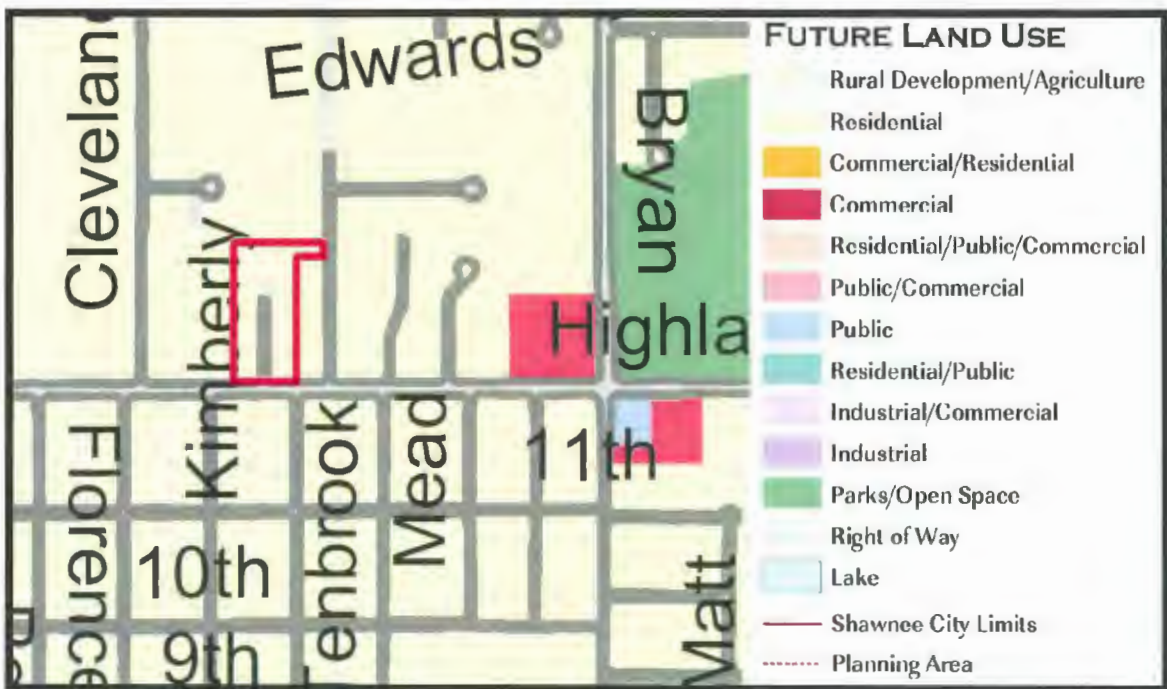 Clevelan
Edwards
Bryan
Kimberly
Highla
Florence
Tenbrook
Mead
11th
10th
Matt
9th
FUTURE LAND USE
Rural Development/Agriculture
Residential
Commercial/Residential
Commercial
Residential/Public/Commercial
Public/Commercial
Public
Residential/Public
Industrial/Commercial
Industrial
Parks/Open Space
Right of Way
Lake
Shawnee City Limits
Planning Area